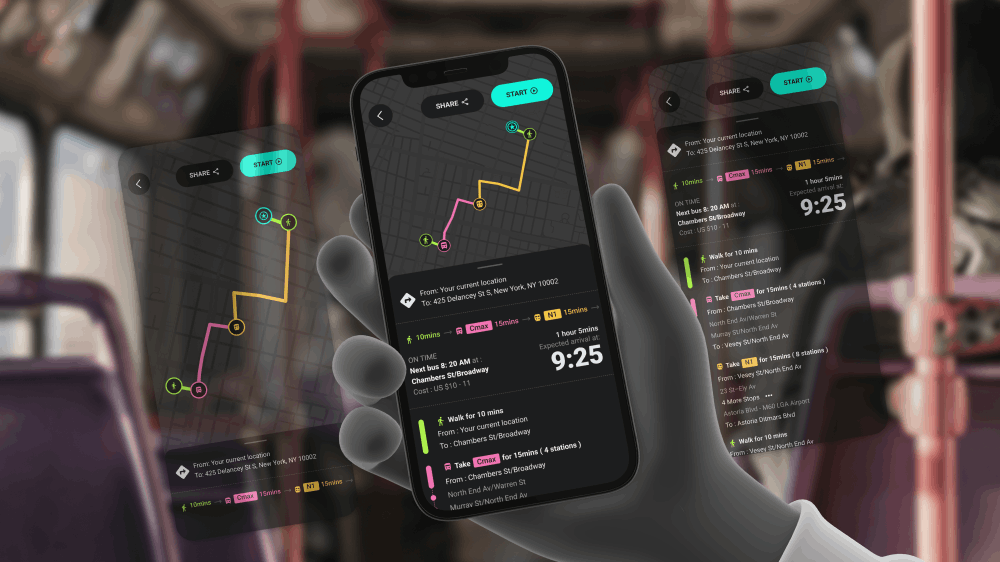 SHARE
START
From: Your current location
To: 425 Delancey St S, New York, NY 10002
10mins → Cmax 15mins → N1 15mins →
SHARE
START
From: Your current location
To: 425 Delancey St S, New York, NY 10002
10mins → Cmax 15mins → N1 15mins →
ON TIME
Next bus 8: 20 AM at :
Chambers St/Broadway
Cost : US $10 - 11
1 hour 5mins
Expected arrival at:
9:25
Walk for 10 mins
From : Your current location
To : Chambers St/Broadway
Take Cmax for 15mins ( 4 stations )
From : Chambers St/Broadway
North End Av/Warren St
Murray St/North End Av
SHARE
START
From: Your current location
To: 425 Delancey St S, New York, NY 10002
10mins → Cmax 15mins → N1 15mins →
ON TIME
Next bus 8: 20 AM at :
Chambers St/Broadway
Cost : US $10 - 11
1 hour 5mins
Expected arrival at:
9:25
Walk for 10 mins
From : Your current location
To : Chambers St/Broadway
Take Cmax for 15mins ( 4 stations )
From : Chambers St/Broadway
North End Av/Warren St
Murray St/North End Av
To : Vesey St/North End Av
Take N1 for 15mins ( 8 stations )
From : Vesey St/North End Av
23 St–Ely Av
4 More Stops •••
Astoria Blvd - M60 LGA Airport
To : Astoria Ditmars Blvd
Walk for 10 mins
From : Vesey St/North End Av